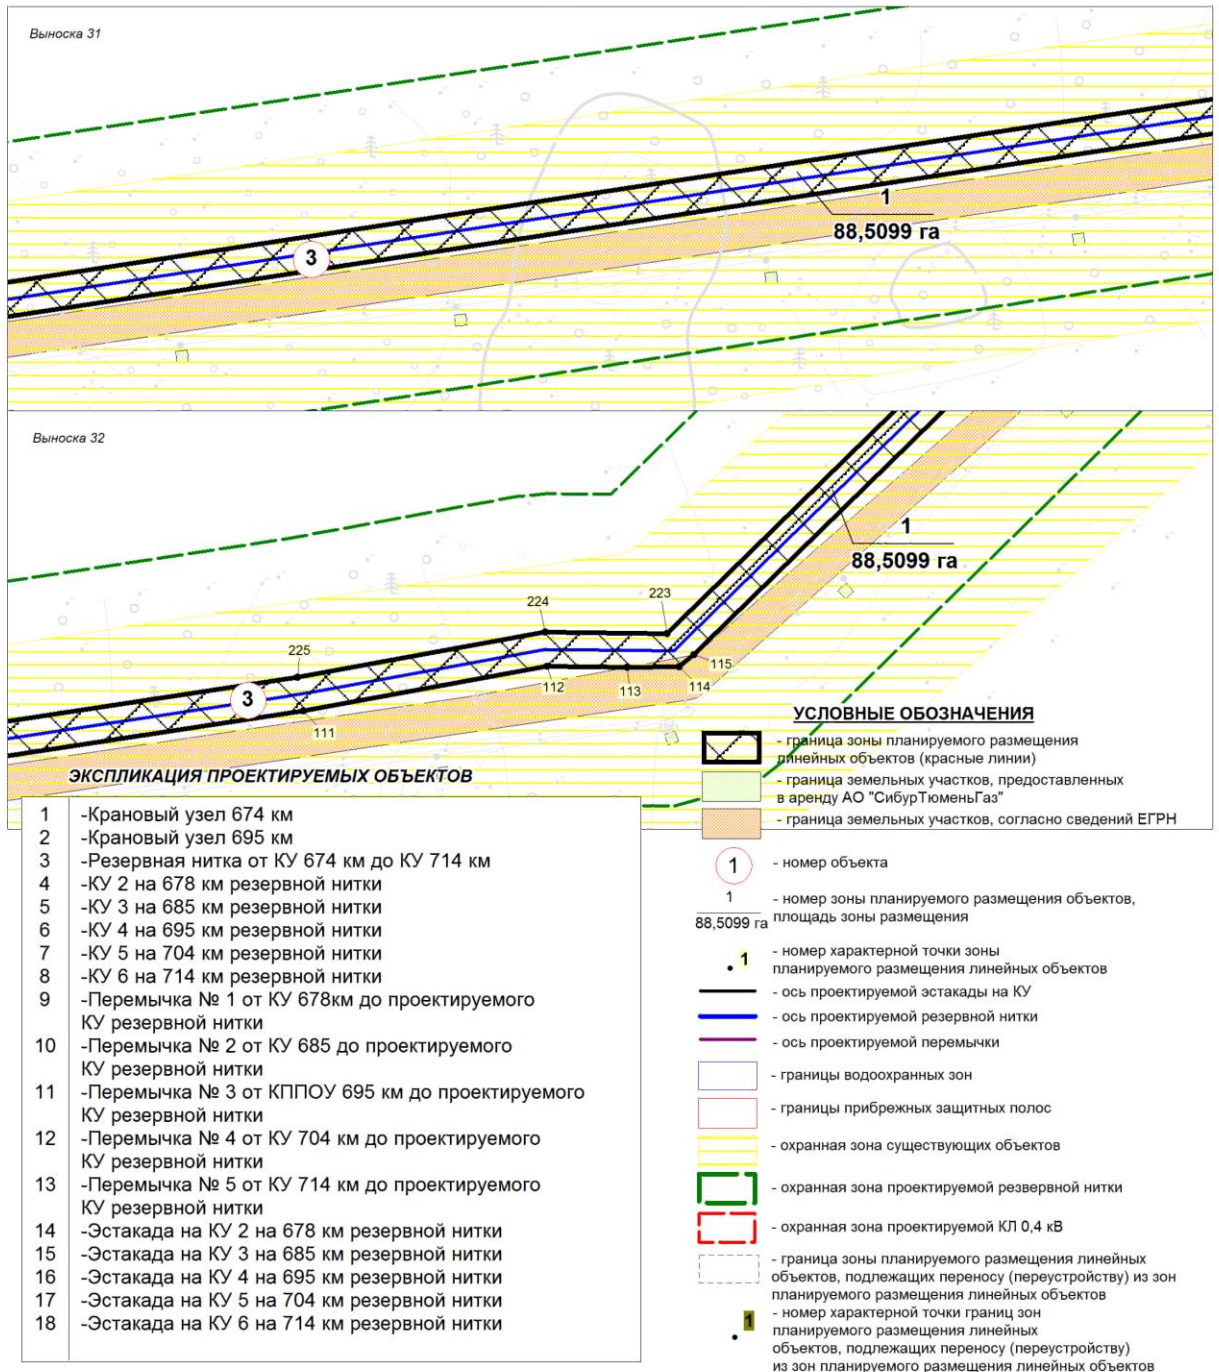 Выноска 31
1
88,5099 га
3
Выноска 32
1
88,5099 га
224
223
225
3
111
112
113
114
115
ЭКСПЛИКАЦИЯ ПРОЕКТИРУЕМЫХ ОБЪЕКТОВ
1 -Крановый узел 674 км
2 -Крановый узел 695 км
3 -Резервная нитка от КУ 674 км до КУ 714 км
4 -КУ 2 на 678 км резервной нитки
5 -КУ 3 на 685 км резервной нитки
6 -КУ 4 на 695 км резервной нитки
7 -КУ 5 на 704 км резервной нитки
8 -КУ 6 на 714 км резервной нитки
9 -Перемычка № 1 от КУ 678км до проектируемого
КУ резервной нитки
10 -Перемычка № 2 от КУ 685 до проектируемого
КУ резервной нитки
11 -Перемычка № 3 от КППОУ 695 км до проектируемого
КУ резервной нитки
12 -Перемычка № 4 от КУ 704 км до проектируемого
КУ резервной нитки
13 -Перемычка № 5 от КУ 714 км до проектируемого
КУ резервной нитки
14 -Эстакада на КУ 2 на 678 км резервной нитки
15 -Эстакада на КУ 3 на 685 км резервной нитки
16 -Эстакада на КУ 4 на 695 км резервной нитки
17 -Эстакада на КУ 5 на 704 км резервной нитки
18 -Эстакада на КУ 6 на 714 км резервной нитки
УСЛОВНЫЕ ОБОЗНАЧЕНИЯ
- граница зоны планируемого размещения
линейных объектов (красные линии)
- граница земельных участков, предоставленных
в аренду АО "СибурТюменьГаз"
- граница земельных участков, согласно сведений ЕГРН
1 - номер объекта
1 - номер зоны планируемого размещения объектов,
88,5099 га площадь зоны размещения
1 - номер характерной точки зоны
планируемого размещения линейных объектов
- ось проектируемой эстакады на КУ
- ось проектируемой резервной нитки
- ось проектируемой перемычки
- границы водоохранных зон
- границы прибрежных защитных полос
- охранная зона существующих объектов
- охранная зона проектируемой резвервной нитки
- охранная зона проектируемой КЛ 0,4 кВ
- граница зоны планируемого размещения линейных
объектов, подлежащих переносу (переустройству) из зон
планируемого размещения линейных объектов
1 - номер характерной точки границ зон
планируемого размещения линейных
объектов, подлежащих переносу (переустройству)
из зон планируемого размещения линейных объектов